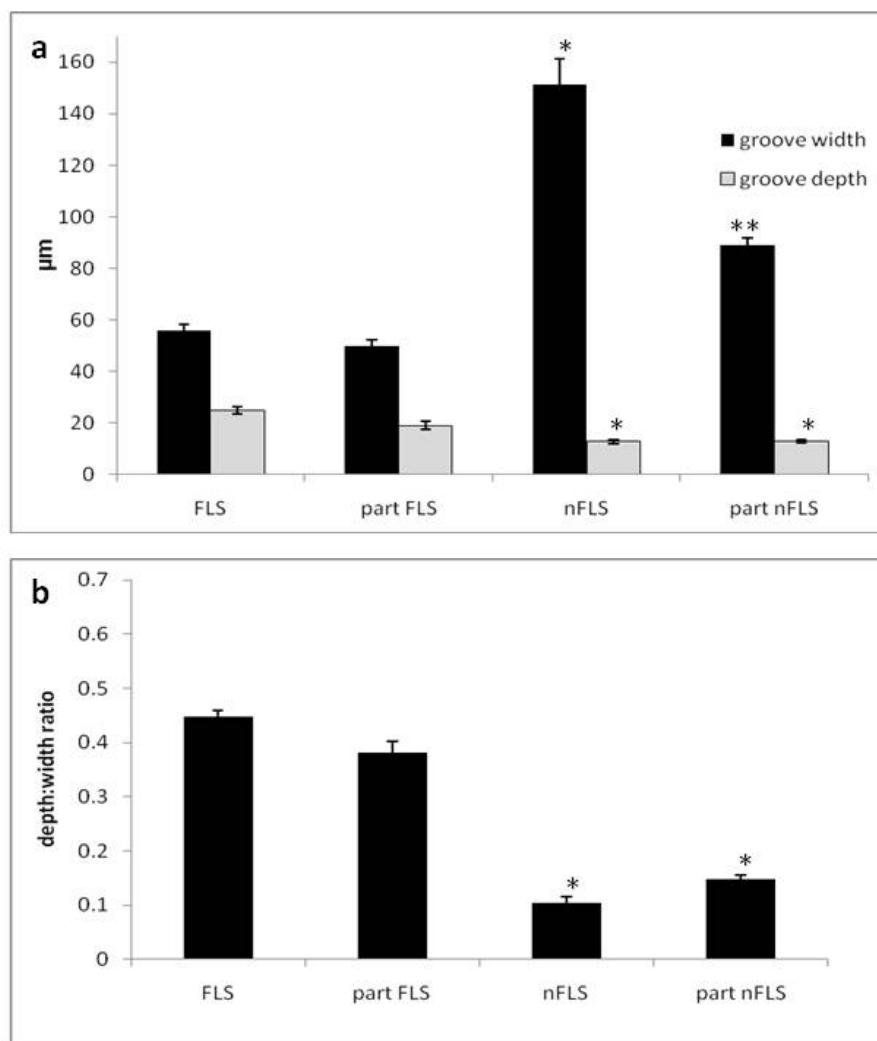 a
160
140
120
100
80
60
40
20
0
µm
*
**
*
*
groove width
groove depth
FLS part FLS nFLS part nFLS
b
0.7
0.6
0.5
0.4
0.3
0.2
0.1
0
depth:width ratio
*
*
FLS part FLS nFLS part nFLS